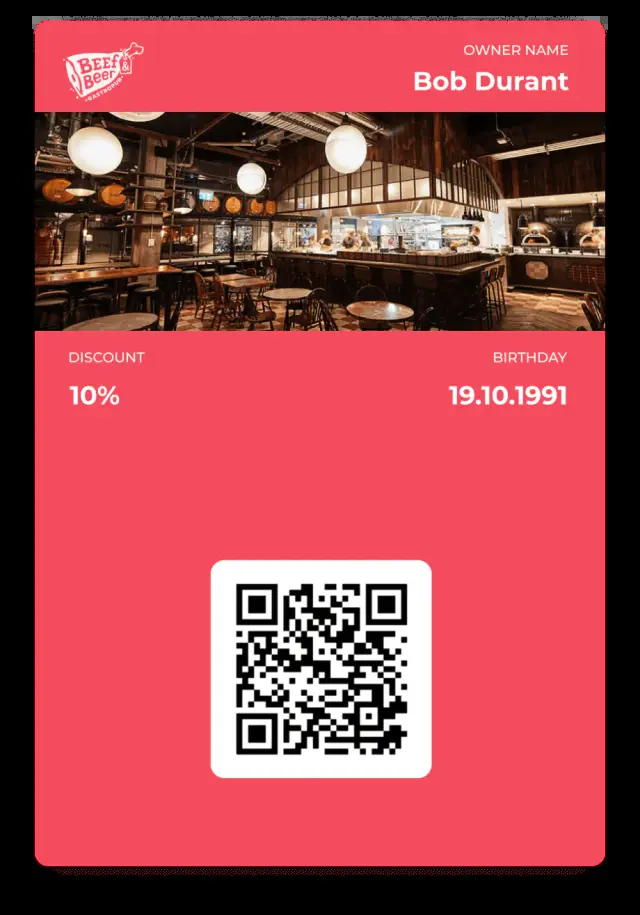 BEEF &
Beer
GASTROPUB
OWNER NAME
Bob Durant
DISCOUNT
BIRTHDAY
10%
19.10.1991